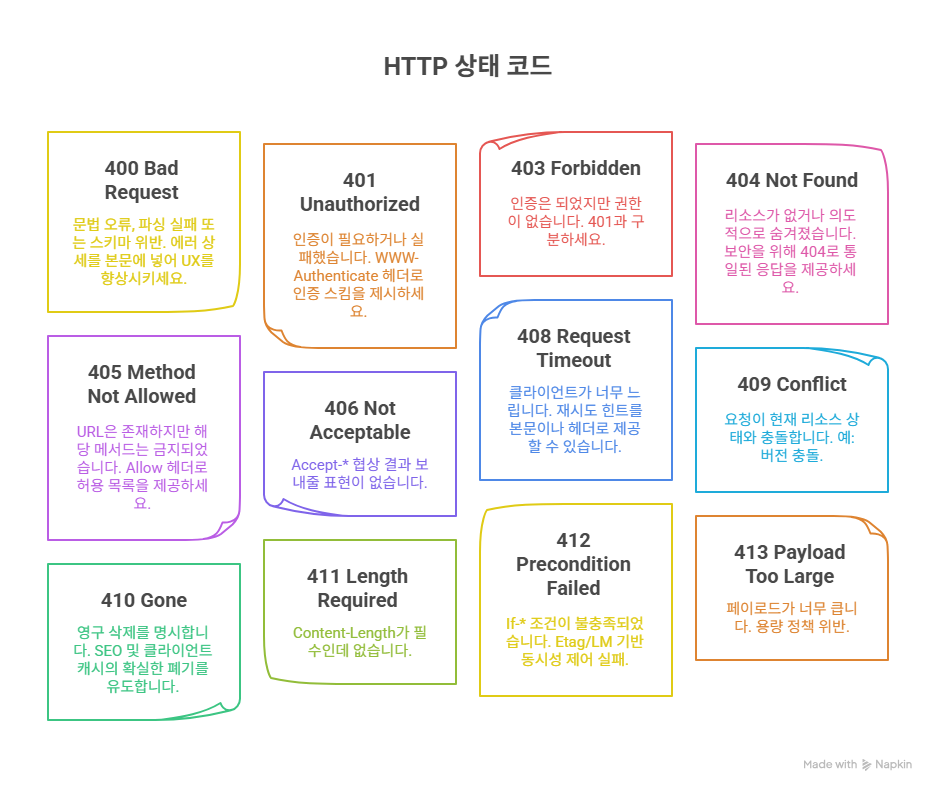 HTTP 상태 코드
400 Bad
Request
문법 오류, 파싱 실패 또
는 스키마 위반. 에러 상
세를 본문에 넣어 UX를
향상시키세요.
401
Unauthorized
인증이 필요하거나 실
패했습니다. WWW-
Authenticate 헤더로
인증 스킴을 제시하세
요.
403 Forbidden
인증은 되었지만 권한
이 없습니다. 401과 구
분하세요.
404 Not Found
리소스가 없거나 의도
적으로 숨겨졌습니다.
보안을 위해 404로 통
일된 응답을 제공하세
요.
405 Method
Not Allowed
URL은 존재하지만 해
당 메서드는 금지되었
습니다. Allow 헤더로
허용 목록을 제공하세
요.
406 Not
Acceptable
Accept-* 협상 결과 보
내줄 표현이 없습니다.
408 Request
Timeout
클라이언트가 너무 느
립니다. 재시도 힌트를
본문이나 헤더로 제공
할 수 있습니다.
409 Conflict
요청이 현재 리소스 상
태와 충돌합니다. 예:
버전 충돌.
410 Gone
영구 삭제를 명시합니
다. SEO 및 클라이언트
캐시의 확실한 폐기를
유도합니다.
411 Length
Required
Content-Length가 필
수인데 없습니다.
412
Precondition
Failed
If-* 조건이 불충족되었
습니다. Etag/LM 기반
동시성 제어 실패.
413 Payload
Too Large
페이로드가 너무 큽니
다. 용량 정책 위반.
Made with Napkin